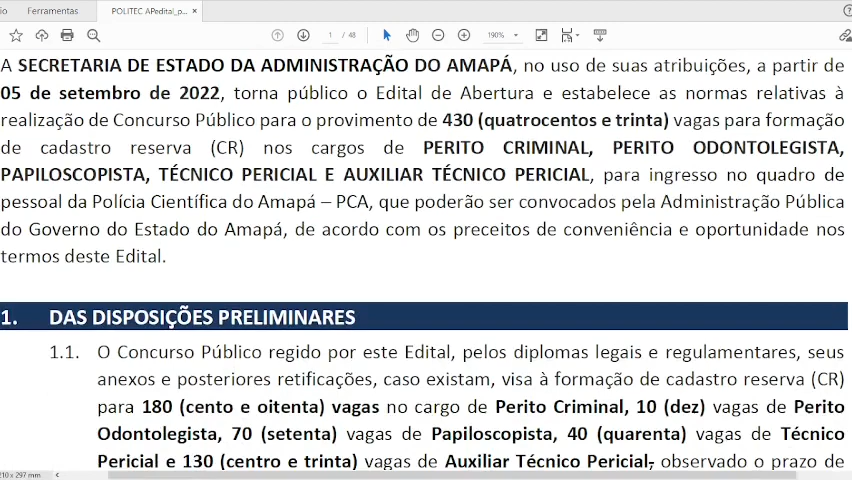 Ferramentas
POLITEC APedital_p... ×
1 / 48
190%
A SECRETARIA DE ESTADO DA ADMINISTRAÇÃO DO AMAPÁ, no uso de suas atribuições, a partir de
05 de setembro de 2022, torna público o Edital de Abertura e estabelece as normas relativas à
realização de Concurso Público para o provimento de 430 (quatrocentos e trinta) vagas para formação
de cadastro reserva (CR) nos cargos de PERITO CRIMINAL, PERITO ODONTOLEGISTA,
PAPILOSCOPISTA, TÉCNICO PERICIAL E AUXILIAR TÉCNICO PERICIAL, para ingresso no quadro de
pessoal da Polícia Científica do Amapá – PCA, que poderão ser convocados pela Administração Pública
do Governo do Estado do Amapá, de acordo com os preceitos de conveniência e oportunidade nos
termos deste Edital.
1. DAS DISPOSIÇÕES PRELIMINARES
1.1. O Concurso Público regido por este Edital, pelos diplomas legais e regulamentares, seus
anexos e posteriores retificações, caso existam, visa à formação de cadastro reserva (CR)
para 180 (cento e oitenta) vagas no cargo de Perito Criminal, 10 (dez) vagas de Perito
Odontolegista, 70 (setenta) vagas de Papiloscopista, 40 (quarenta) vagas de Técnico
Pericial e 130 (centro e trinta) vagas de Auxiliar Técnico Pericial, observado o prazo de
210 x 297 mm